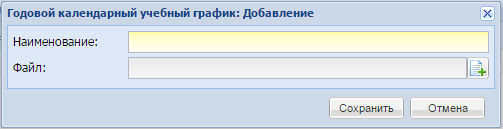 Годовой календарный учебный график: Добавление
Наименование:
Файл:
Сохранить Отмена